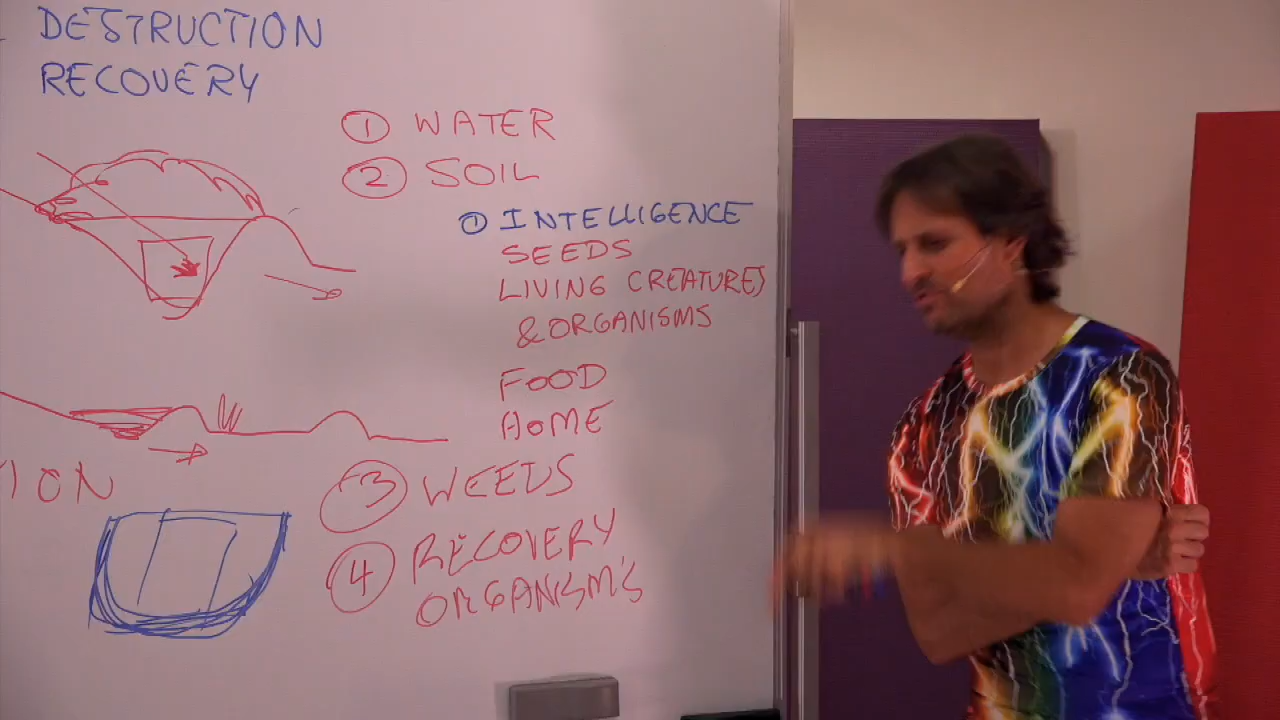 DESTRUCTION
RECOVERY
① WATER
② SOIL
① INTELLIGENCE
SEEDS
LIVING CREATURES
& ORGANISMS
FOOD
HOME
③ WEEDS
ION
④ RECOVERY
ORGANISM'S